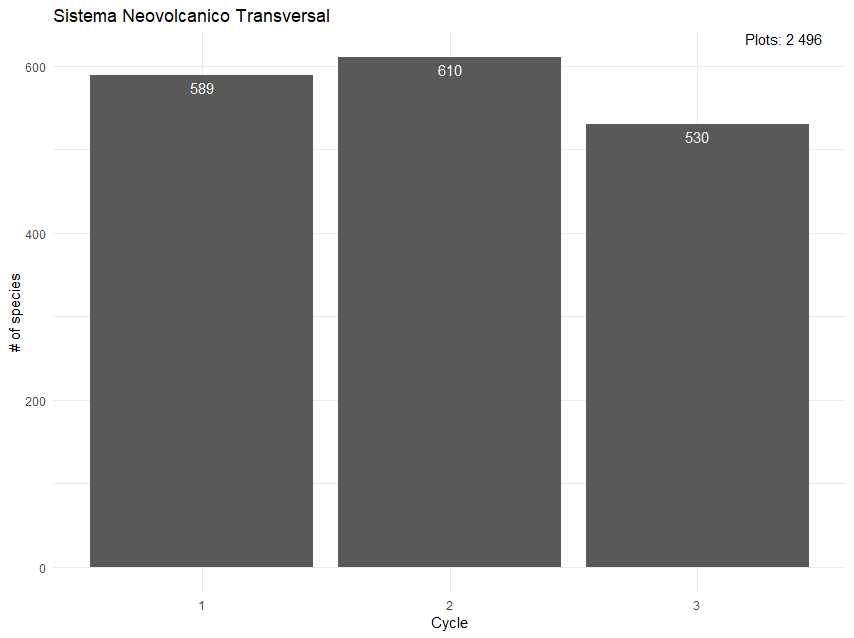 Sistema Neovolcanico Transversal
Plots: 2 496
# of species
600
400
200
0
589
610
530
1
2
3
Cycle